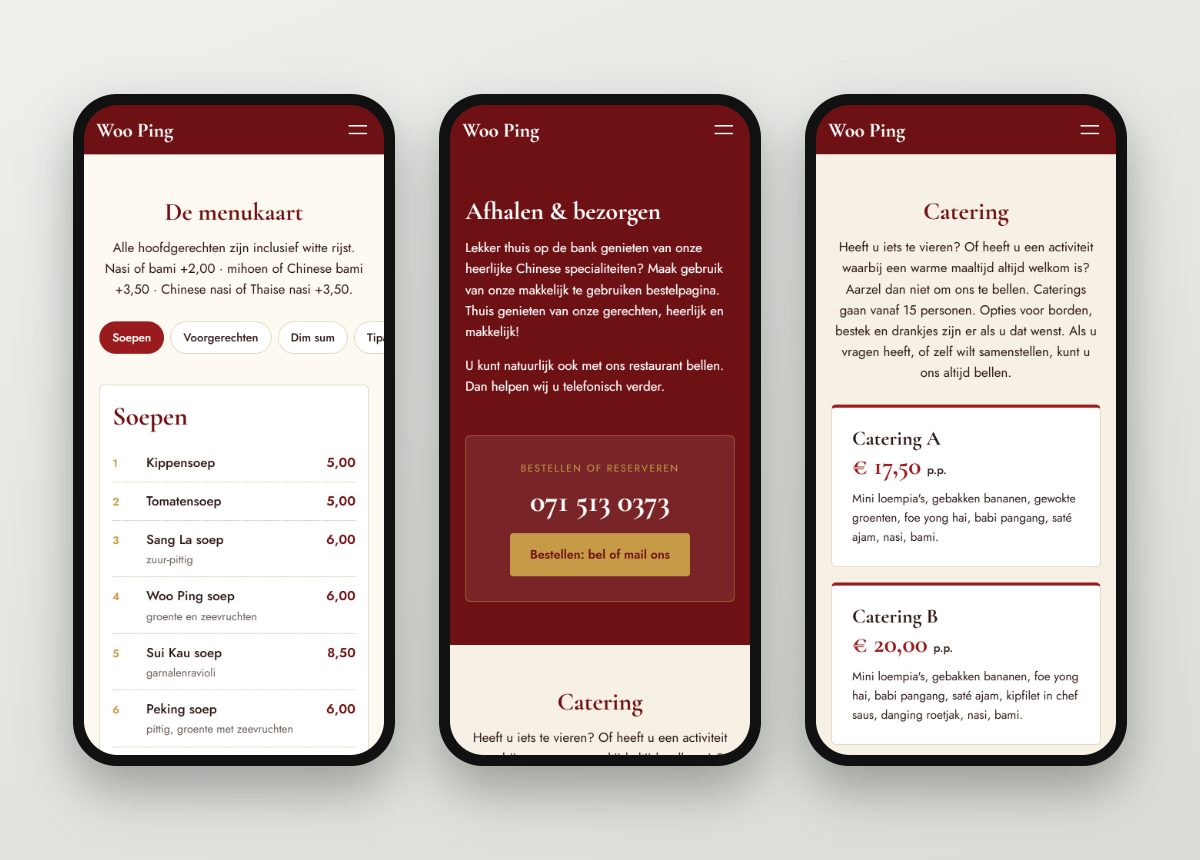 Woo Ping
De menukaart
Alle hoofdgerechten zijn inclusief witte rijst.
Nasi of bami +2,00 · mihoen of Chinese bami
+3,50 · Chinese nasi of Thaise nasi +3,50.
Soepen
Voorgerechten
Dim sum
Soepen
1 Kippensoep 5,00
2 Tomatensoep 5,00
3 Sang La soep 6,00
zuur-pittig
4 Woo Ping soep 6,00
groente en zeevruchten
5 Sui Kau soep 8,50
garnalenravioli
6 Peking soep 6,00
pittig, groente met zeevruchten
Woo Ping
Afhalen & bezorgen
Lekker thuis op de bank genieten van onze
heerlijke Chinese specialiteiten? Maak gebruik
van onze makkelijk te gebruiken bestelpagina.
Thuis genieten van onze gerechten, heerlijk en
makkelijk!
U kunt natuurlijk ook met ons restaurant bellen.
Dan helpen wij u telefonisch verder.
BESTELLEN OF RESERVEREN
071 513 0373
Bestellen: bel of mail ons
Catering
Heeft u iets te vieren? Of heeft u een activiteit
Woo Ping
Catering
Heeft u iets te vieren? Of heeft u een activiteit
waarbij een warme maaltijd altijd welkom is?
Aarzel dan niet om ons te bellen. Caterings
gaan vanaf 15 personen. Opties voor borden,
bestek en drankjes zijn er als u dat wenst. Als u
vragen heeft, of zelf wilt samenstellen, kunt u
ons altijd bellen.
Catering A
€ 17,50 p.p.
Mini loempia's, gebakken bananen, gewokte
groenten, foe yong hai, babi pangang, saté
ajam, nasi, bami.
Catering B
€ 20,00 p.p.
Mini loempia's, gebakken bananen, foe yong
hai, babi pangang, saté ajam, kipfilet in chef
saus, danging roetjak, nasi, bami.